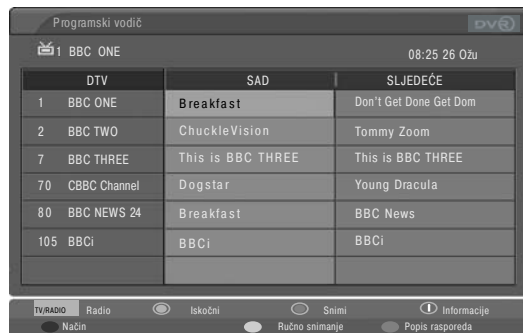 Programski vodič DVR
1 BBC ONE 08:25 26 Ožu
DTV SAD SLJEDEĆE
1 BBC ONE Breakfast Don't Get Done Get Dom
2 BBC TWO ChuckleVision Tommy Zoom
7 BBC THREE This is BBC THREE This is BBC THREE
70 CBBC Channel Dogstar Young Dracula
80 BBC NEWS 24 Breakfast BBC News
105 BBCi BBCi BBCi
TV/RADIO Radio Iskočni Snimi Informacije
Način Ručno snimanje Popis rasporeda